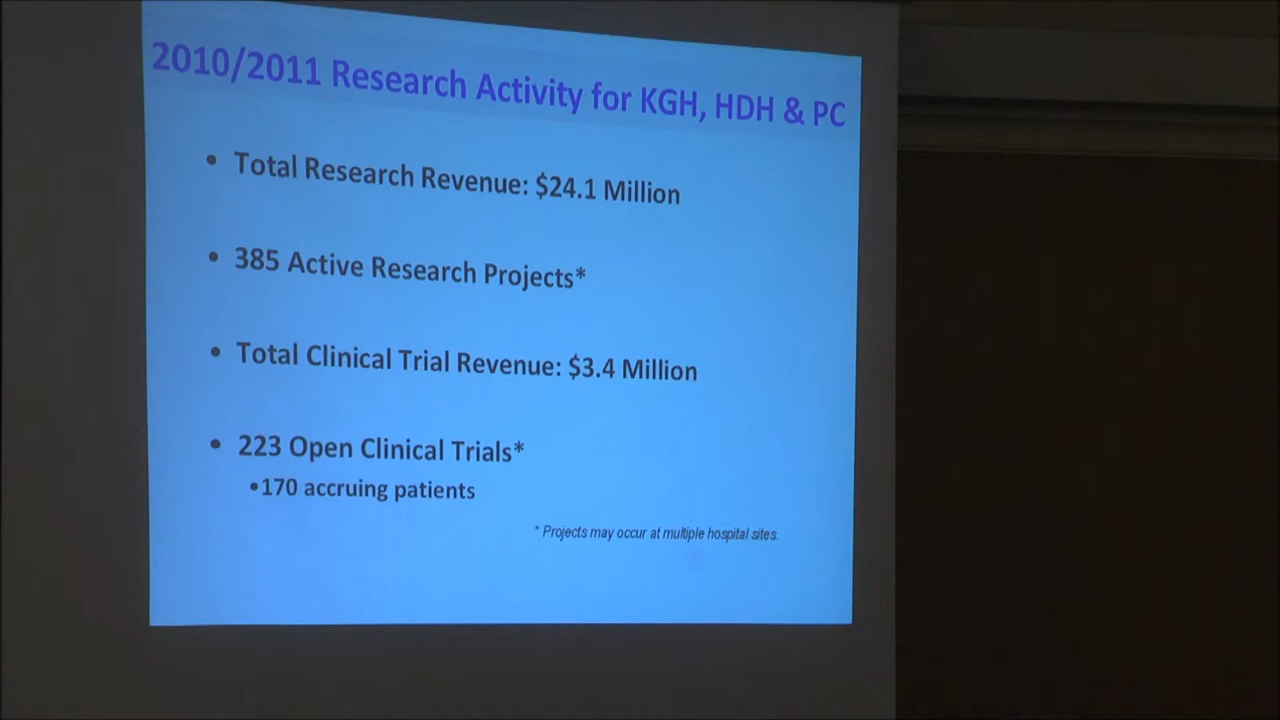 2010/2011 Research Activity for KGH, HDH & PC
• Total Research Revenue: $24.1 Million
• 385 Active Research Projects*
• Total Clinical Trial Revenue: $3.4 Million
• 223 Open Clinical Trials*
•170 accruing patients
* Projects may occur at multiple hospital sites.